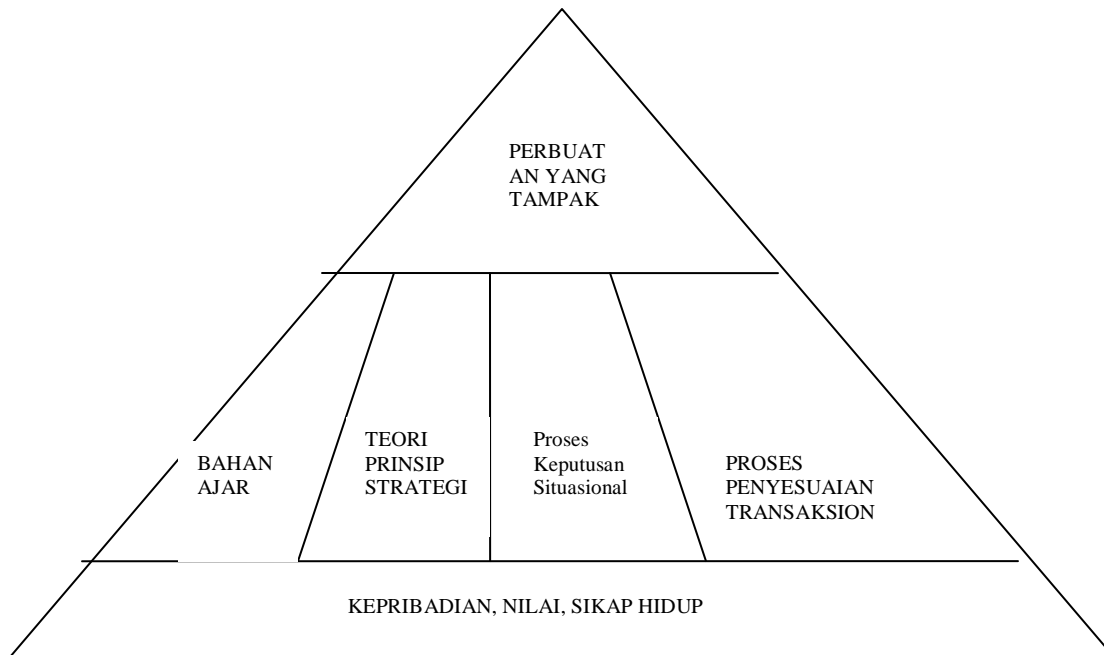 PERBUAT
AN YANG
TAMPAK
BAHAN
AJAR
TEORI
PRINSIP
STRATEGI
Proses
Keputusan
Situasional
PROSES
PENYESUAIAN
TRANSAKSION
KEPRIBADIAN, NILAI, SIKAP HIDUP